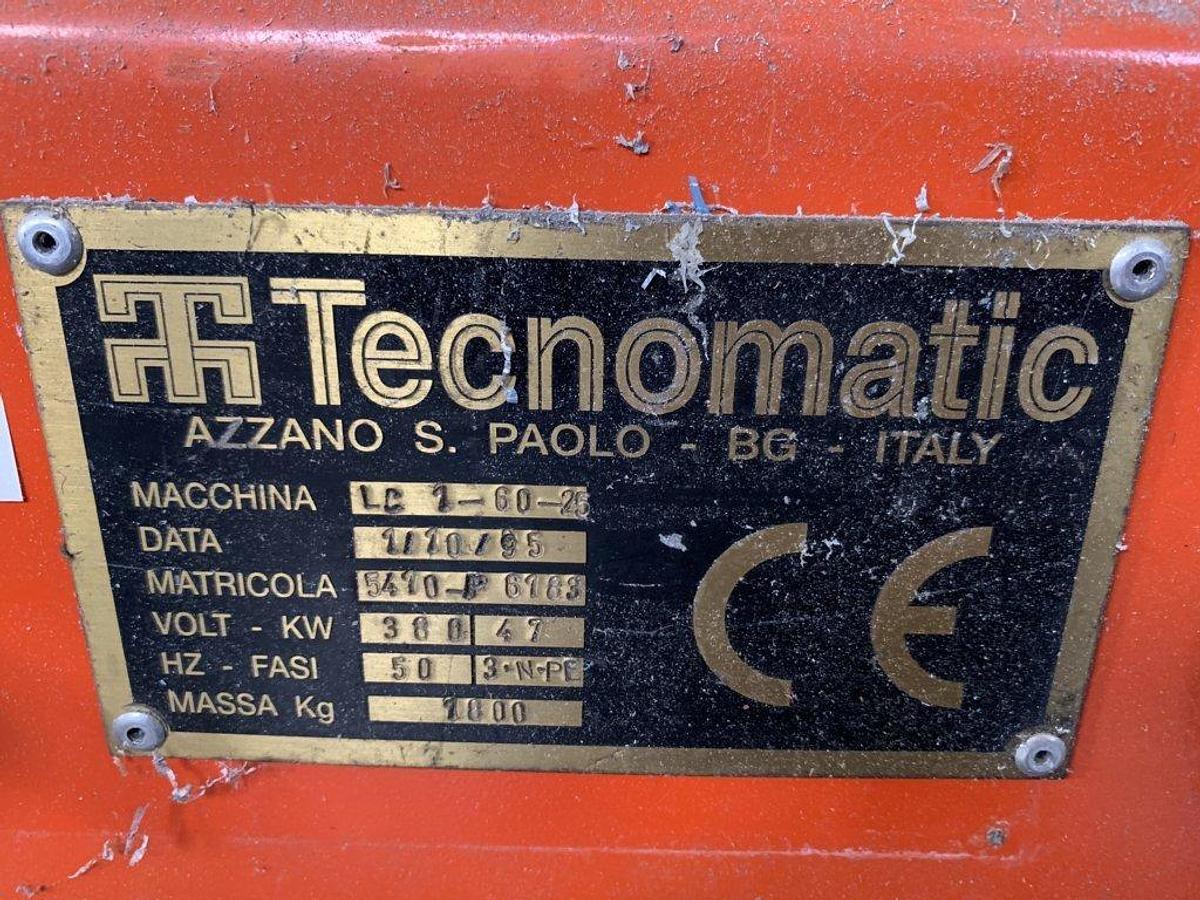 Tecnomatic
AZZANO S. PAOLO - BG - ITALY
MACCHINA LC 1-60-25
DATA 1/10/95
MATRICOLA 5410-P 6183
VOLT - KW 380 47
HZ - FASI 50 3·N·PE
MASSA Kg 1800
CE